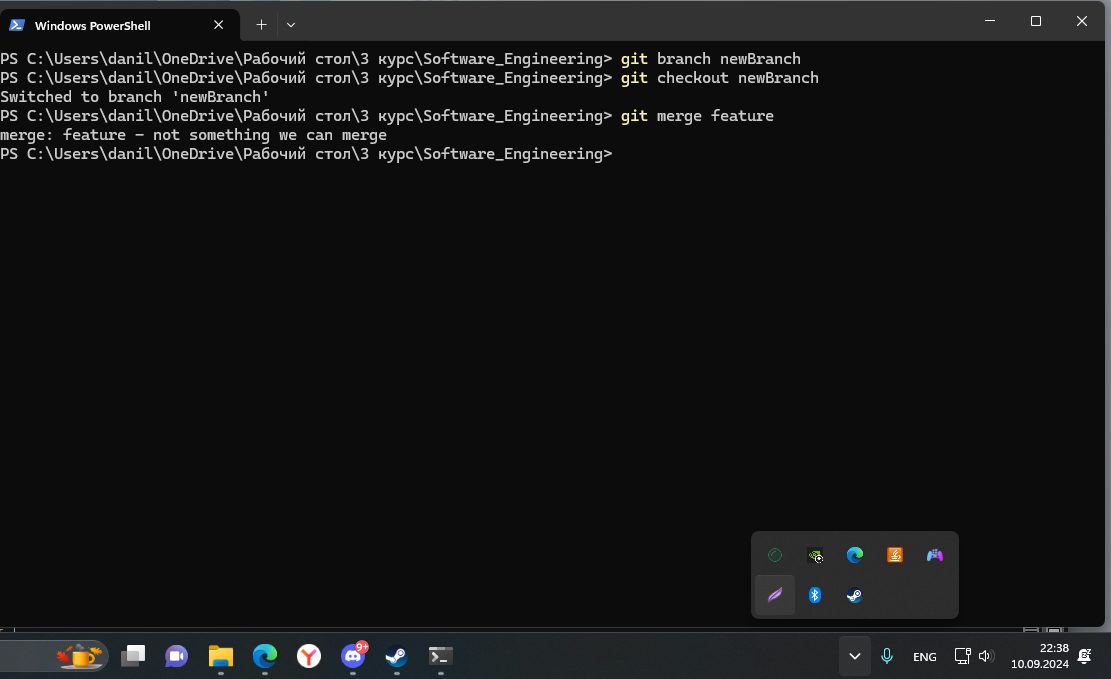 Windows PowerShell
PS C:\Users\danil\OneDrive\Рабочий стол\3 курс\Software_Engineering> git branch newBranch
PS C:\Users\danil\OneDrive\Рабочий стол\3 курс\Software_Engineering> git checkout newBranch
Switched to branch 'newBranch'
PS C:\Users\danil\OneDrive\Рабочий стол\3 курс\Software_Engineering> git merge feature
merge: feature - not something we can merge
PS C:\Users\danil\OneDrive\Рабочий стол\3 курс\Software_Engineering>
9+
ENG
22:38
10.09.2024